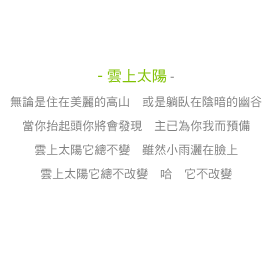 - 雲上太陽 -
無論是住在美麗的高山　或是躺臥在陰暗的幽谷
當你抬起頭你將會發現　主已為你我而預備
雲上太陽它總不變　雖然小雨灑在臉上
雲上太陽它總不改變　哈　它不改變